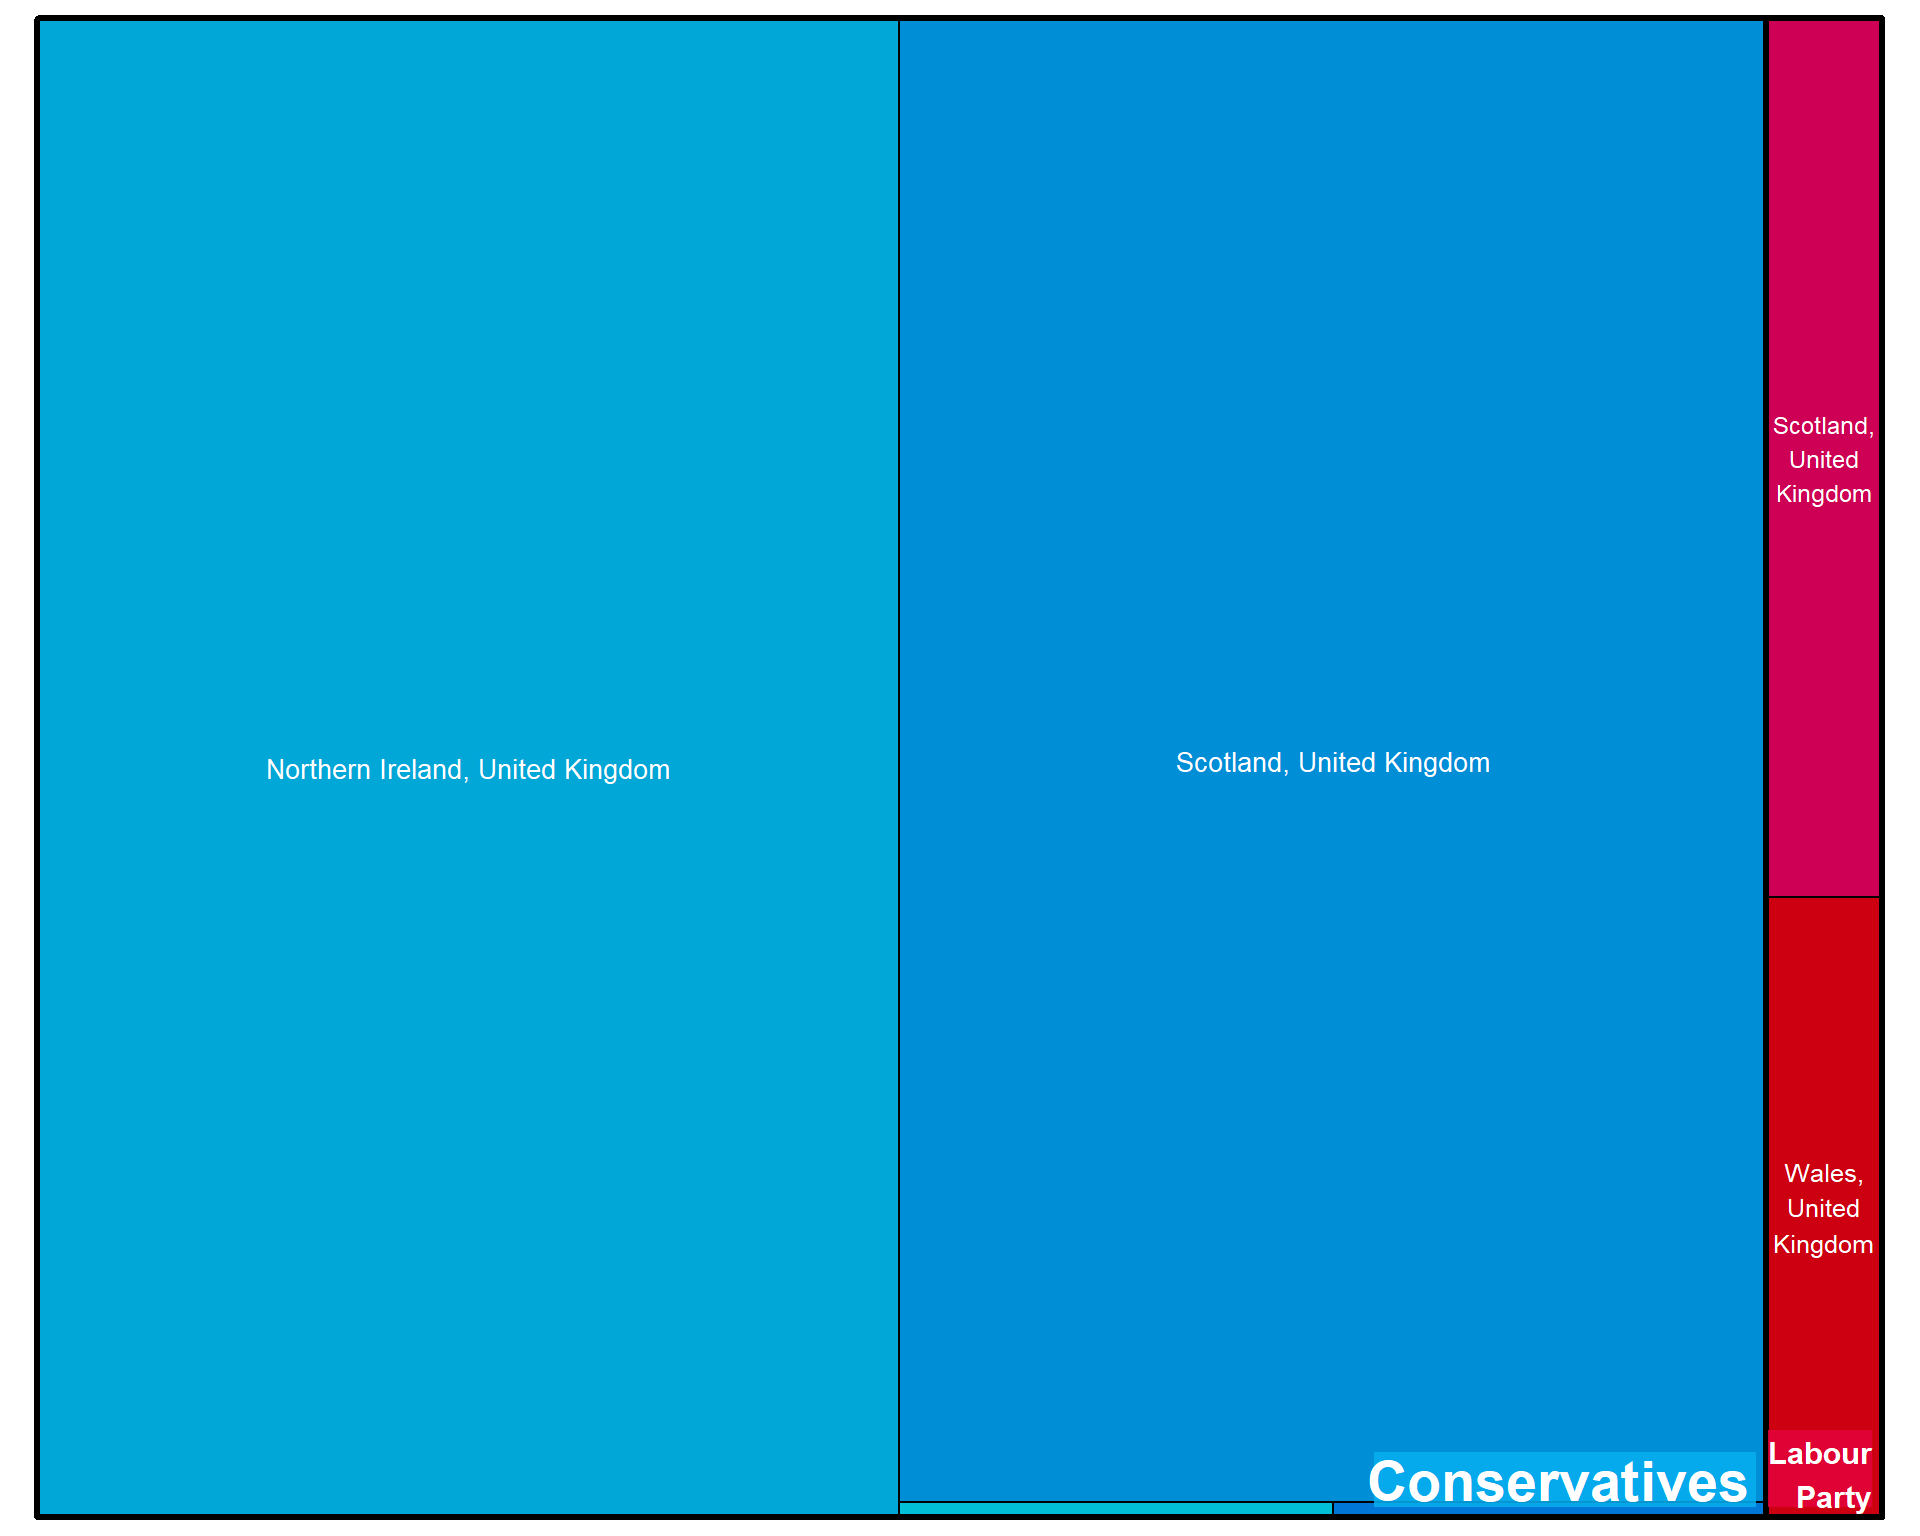 Northern Ireland, United Kingdom
Scotland, United Kingdom
Conservatives
Scotland,
United
Kingdom
Wales,
United
Kingdom
Labour
Party